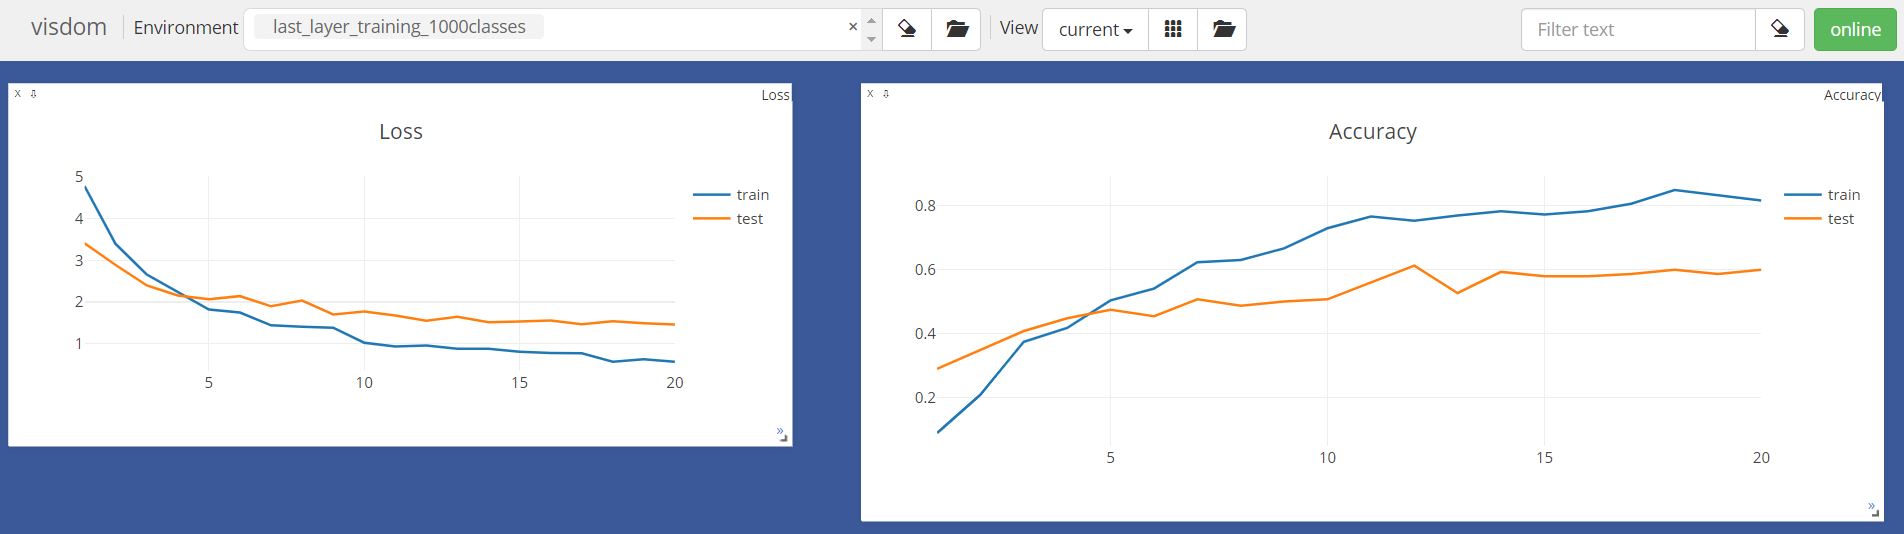 visdom Environment last_layer_training_1000classes × View current Filter text online
X Loss
Loss
5
4
3
2
1
5 10 15 20
train
test
»
X Accuracy
Accuracy
0.8
0.6
0.4
0.2
5 10 15 20
train
test
»